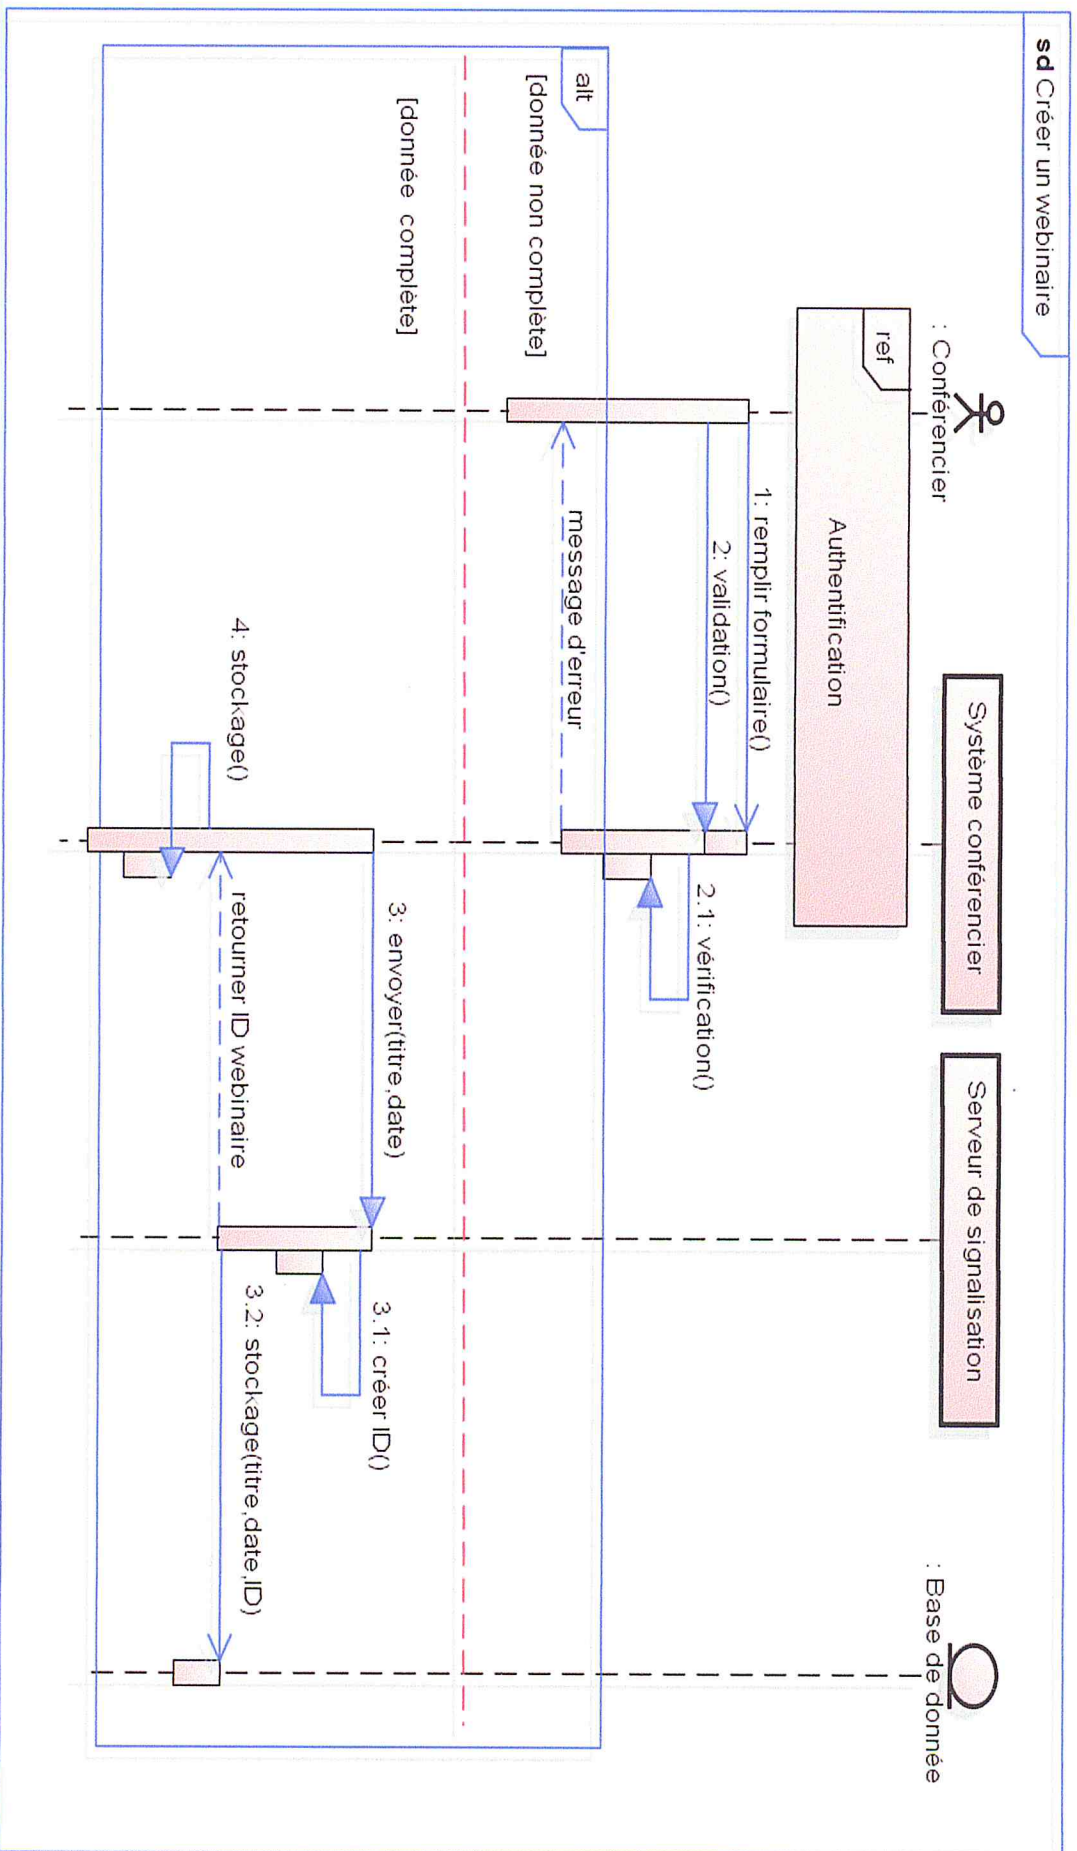 sd Créer un webinaire
: Conférencier
Système conférencier
Serveur de signalisation
: Base de donnée
ref
Authentification
1: remplir formulaire()
2: validation()
2.1: vérification()
alt
[donnée non complète]
message d'erreur
[donnée complète]
3: envoyer(titre,date)
3.1: créer ID()
retourner ID webinaire
3.2: stockage(titre,date,ID)
4: stockage()